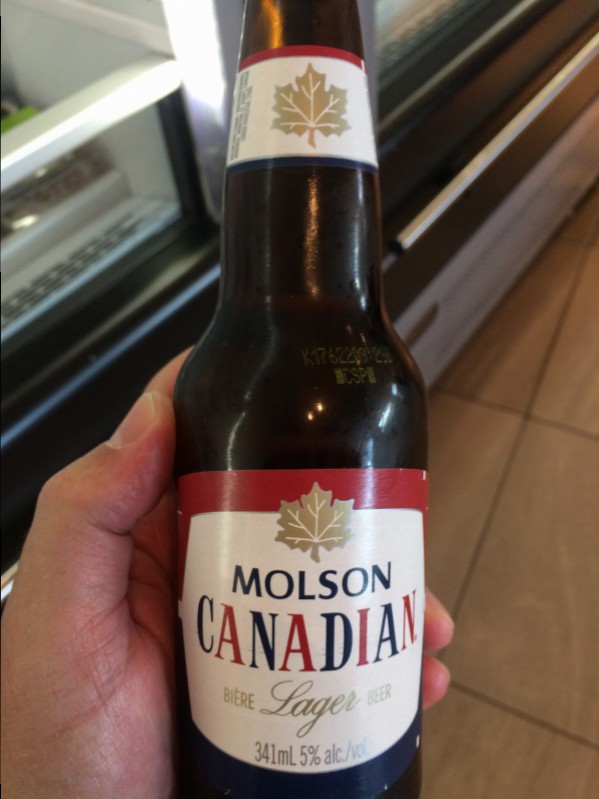 MOLSON
CANADIAN
BIÈRE Lager BEER
341mL 5% alc./vol.